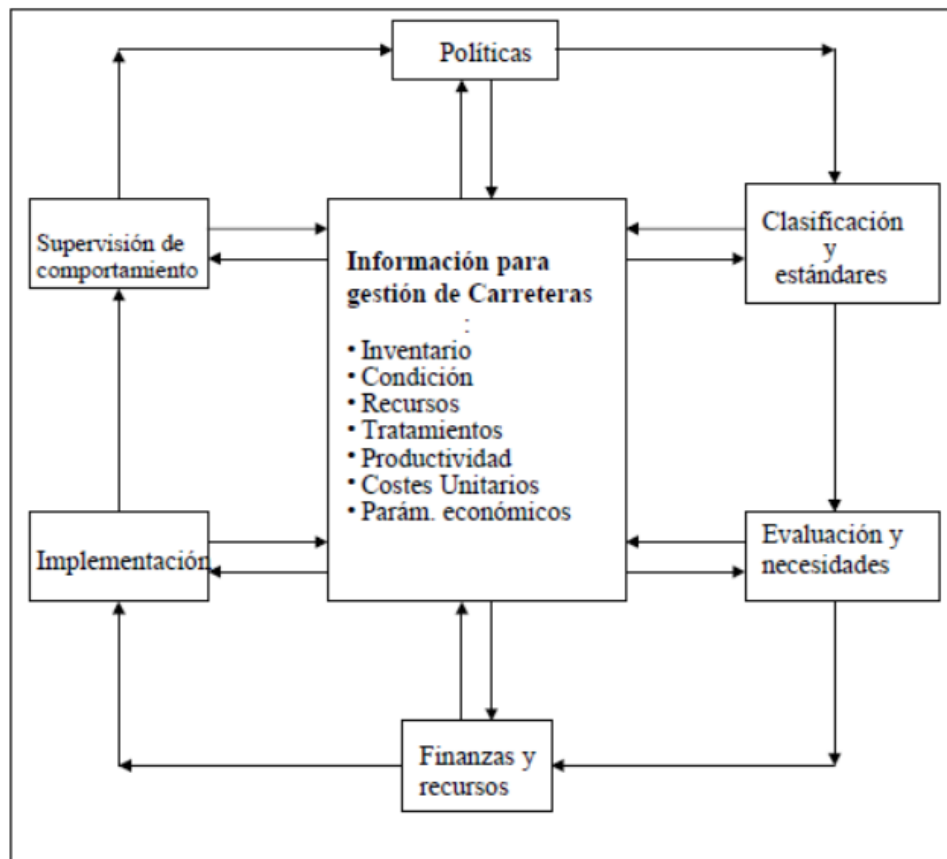 Políticas
Supervisión de
comportamiento
Información para
gestión de Carreteras
:
• Inventario
• Condición
• Recursos
• Tratamientos
• Productividad
• Costes Unitarios
• Parám. económicos
Clasificación
y
estándares
Implementación
Evaluación y
necesidades
Finanzas y
recursos